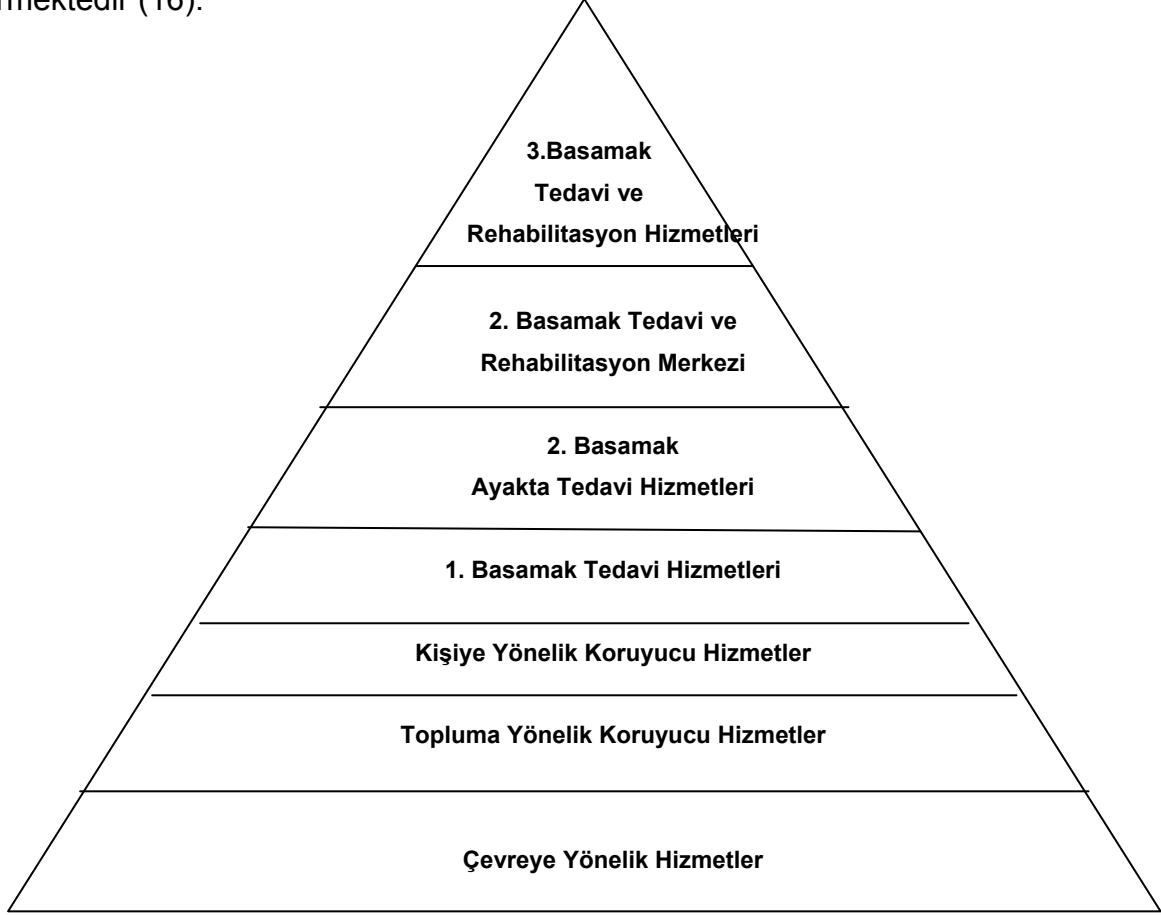 rmektedir (16).
3.Basamak
Tedavi ve
Rehabilitasyon Hizmetleri
2. Basamak Tedavi ve
Rehabilitasyon Merkezi
2. Basamak
Ayakta Tedavi Hizmetleri
1. Basamak Tedavi Hizmetleri
Kişiye Yönelik Koruyucu Hizmetler
Topluma Yönelik Koruyucu Hizmetler
Çevreye Yönelik Hizmetler